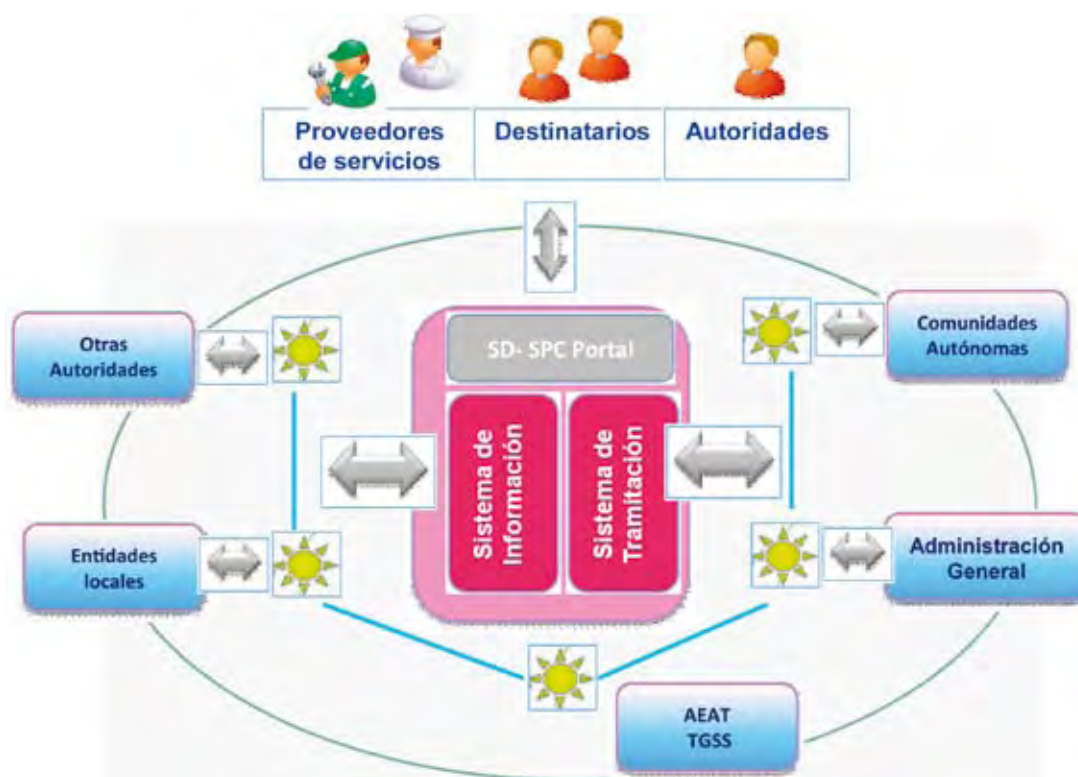 Proveedores
de servicios
Destinatarios
Autoridades
Otras
Autoridades
SD- SPC Portal
Comunidades
Autónomas
Sistema de
Información
Sistema de
Tramitación
Entidades
locales
Administración
General
AEAT
TGSS